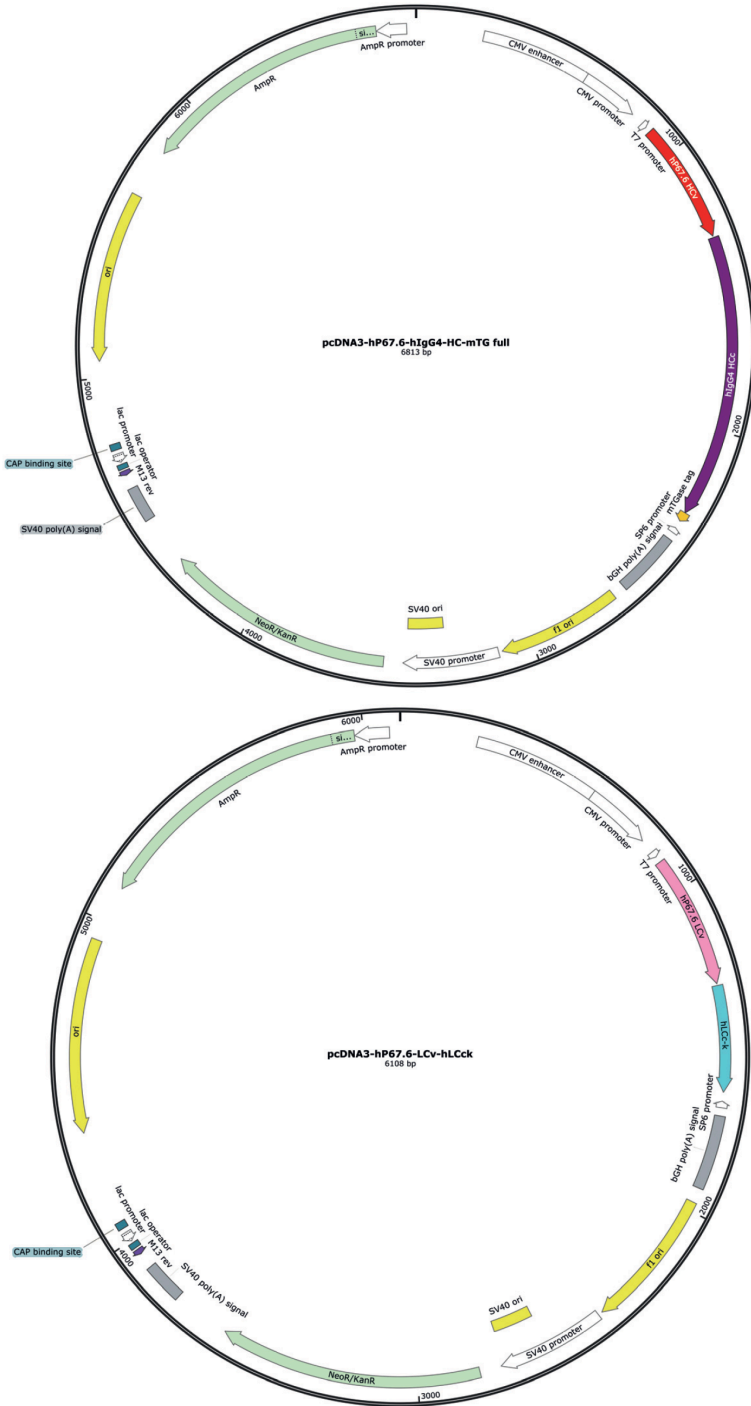 AmpR promoter
si...
AmpR
6000
CMV enhancer
CMV promoter
T7 promoter
1000
hP67.6 HCv
hIgG4 HCc
2000
mTGase tag
SP6 promoter
bGH poly(A) signal
f1 ori
3000
SV40 ori
SV40 promoter
NeoR/KanR
4000
SV40 poly(A) signal
M13 rev
lac operator
lac promoter
CAP binding site
5000
ori
pcDNA3-hP67.6-hIgG4-HC-mTG full
6813 bp
6000
AmpR promoter
si...
AmpR
CMV enhancer
CMV promoter
T7 promoter
1000
hP67.6 LCv
hLCc-k
SP6 promoter
bGH poly(A) signal
2000
f1 ori
SV40 ori
SV40 promoter
3000
NeoR/KanR
SV40 poly(A) signal
M13 rev
lac operator
lac promoter
CAP binding site
4000
ori
5000
pcDNA3-hP67.6-LCv-hLCck
6108 bp